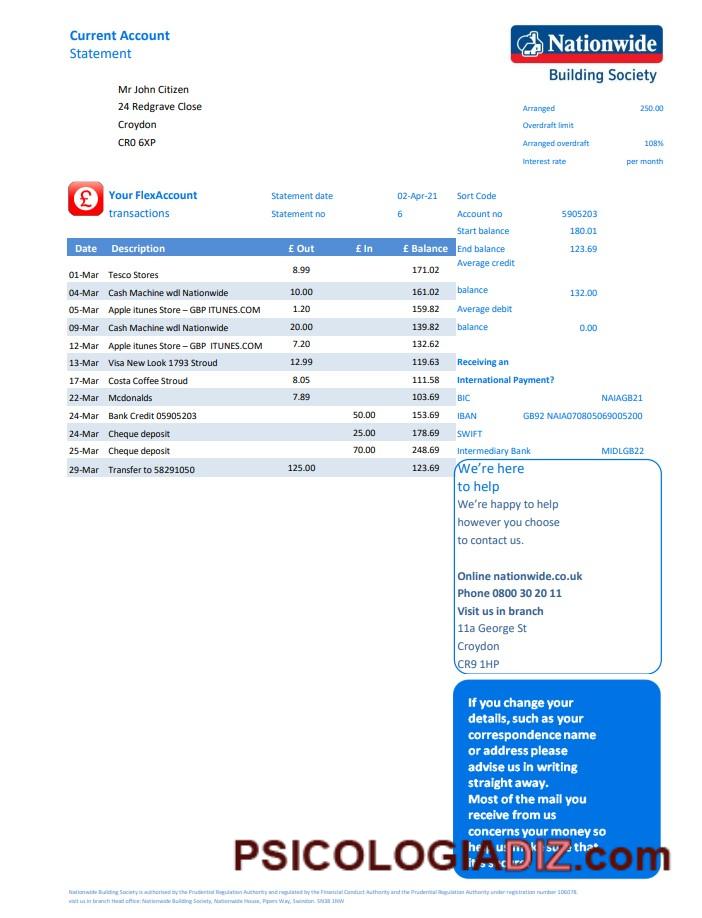 Current Account
Statement
Nationwide
Building Society
Mr John Citizen
24 Redgrave Close
Croydon
CR0 6XP
Arranged 250.00
Overdraft limit
Arranged overdraft 108%
Interest rate per month
£
Your FlexAccount
transactions
Statement date 02-Apr-21
Statement no 6
Sort Code
Account no 5905203
Start balance 180.01
End balance 123.69
Average credit
balance 132.00
Average debit
balance 0.00
Date Description £ Out £ In £ Balance
01-Mar Tesco Stores 8.99 171.02
04-Mar Cash Machine wdl Nationwide 10.00 161.02
05-Mar Apple itunes Store – GBP ITUNES.COM 1.20 159.82
09-Mar Cash Machine wdl Nationwide 20.00 139.82
12-Mar Apple itunes Store – GBP ITUNES.COM 7.20 132.62
13-Mar Visa New Look 1793 Stroud 12.99 119.63
17-Mar Costa Coffee Stroud 8.05 111.58
22-Mar Mcdonalds 7.89 103.69
24-Mar Bank Credit 05905203 50.00 153.69
24-Mar Cheque deposit 25.00 178.69
25-Mar Cheque deposit 70.00 248.69
29-Mar Transfer to 58291050 125.00 123.69
Receiving an
International Payment?
BIC NAIAGB21
IBAN GB92 NAIA070805069005200
SWIFT
Intermediary Bank MIDLGB22
We’re here
to help
We’re happy to help
however you choose
to contact us.
Online nationwide.co.uk
Phone 0800 30 20 11
Visit us in branch
11a George St
Croydon
CR9 1HP
If you change your
details, such as your
correspondence name
or address please
advise us in writing
straight away.
Most of the mail you
receive from us
concerns your money so
that
PSICOLOGIADIZ.com
Nationwide Building Society is authorised by the Prudential Regulation Authority and regulated by the Financial Conduct Authority and the Prudential Regulation Authority under registration number 106078.
visit us in branch Head office: Nationwide Building Society, Nationwide House, Pipers Way, Swindon. SN38 1NW